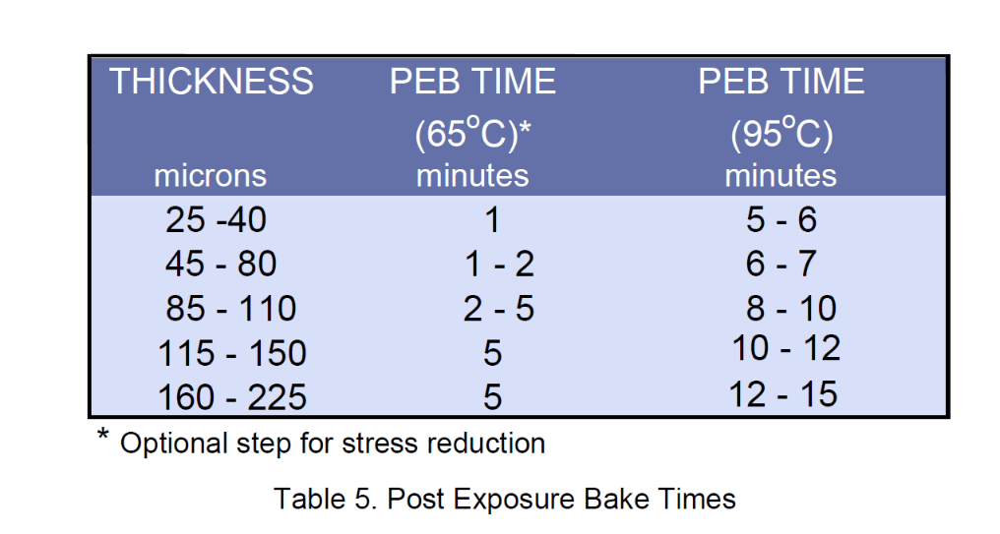 THICKNESS PEB TIME PEB TIME
(65°C)* (95°C)
microns minutes minutes
25 -40 1 5 - 6
45 - 80 1 - 2 6 - 7
85 - 110 2 - 5 8 - 10
115 - 150 5 10 - 12
160 - 225 5 12 - 15
* Optional step for stress reduction
Table 5. Post Exposure Bake Times